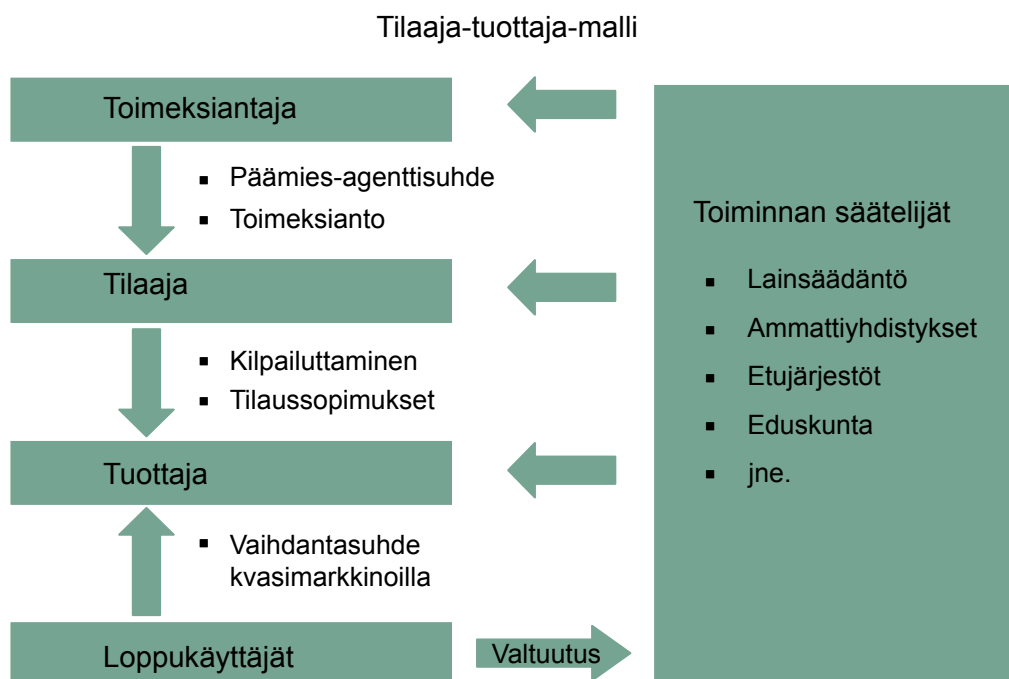 Tilaaja-tuottaja-malli
Toimeksiantaja
▪ Päämies-agenttisuhde
▪ Toimeksianto
Tilaaja
▪ Kilpailuttaminen
▪ Tilaussopimukset
Tuottaja
▪ Vaihdantasuhde
kvasimarkkinoilla
Loppukäyttäjät
Valtuutus
Toiminnan säätelijät
▪ Lainsäädäntö
▪ Ammattiyhdistykset
▪ Etujärjestöt
▪ Eduskunta
▪ jne.